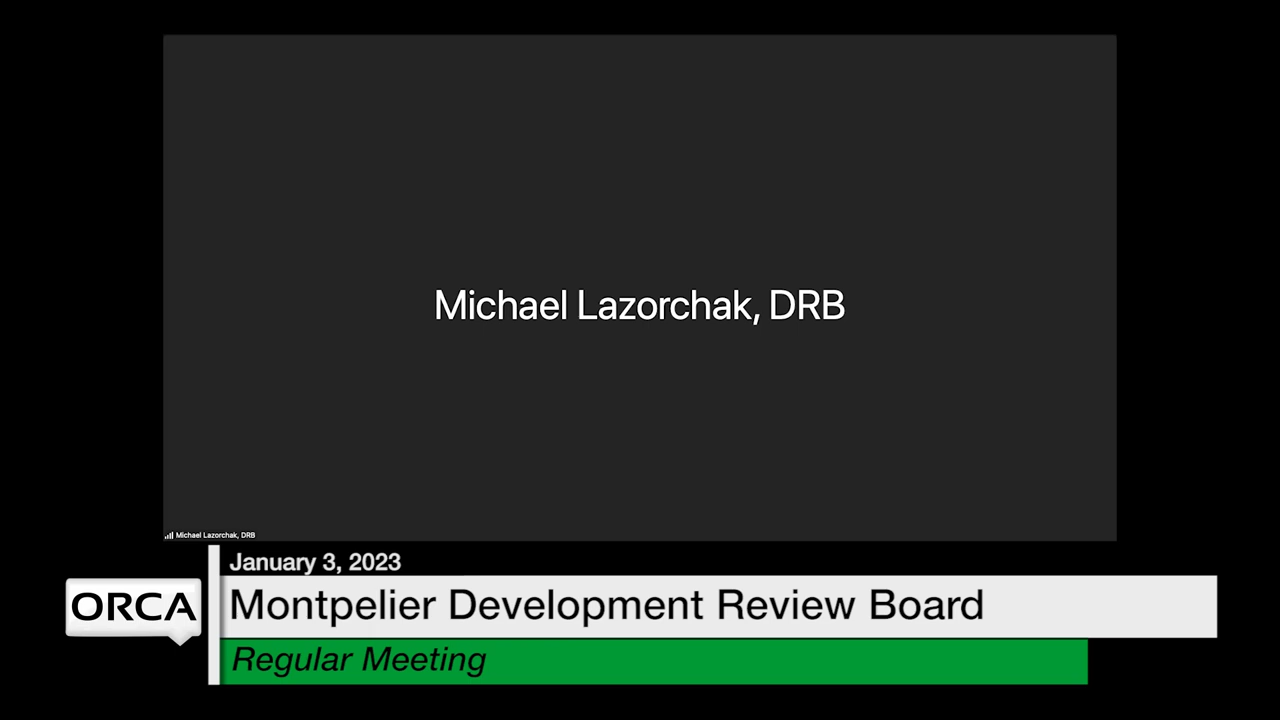 Michael Lazorchak, DRB
Michael Lazorchak, DRB
January 3, 2023
ORCA
Montpelier Development Review Board
Regular Meeting